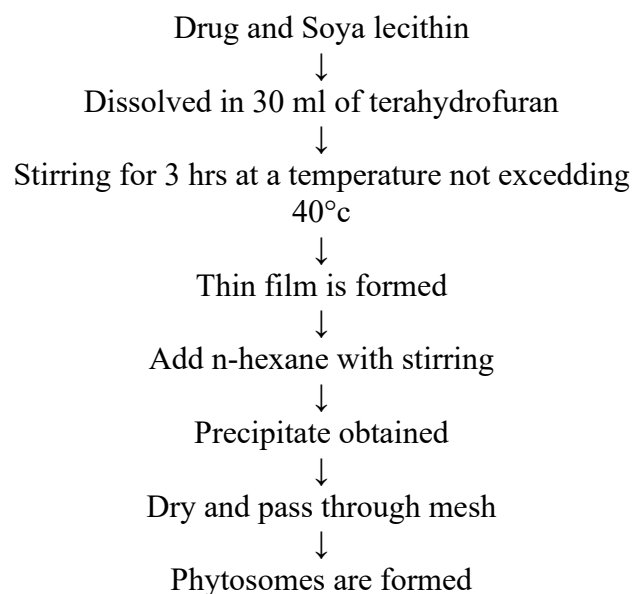 Drug and Soya lecithin
↓
Dissolved in 30 ml of terahydrofuran
↓
Stirring for 3 hrs at a temperature not excedding
40°c
↓
Thin film is formed
↓
Add n-hexane with stirring
↓
Precipitate obtained
↓
Dry and pass through mesh
↓
Phytosomes are formed